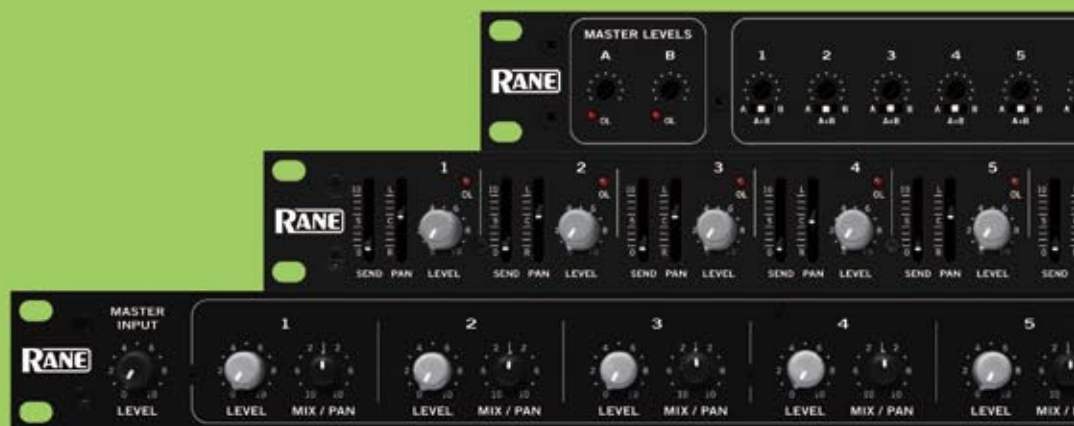 MASTER LEVELS
A B 1 2 3 4 5
RANE
OL OL
A B A B A B A B A B
A+B A+B A+B A+B A+B
1 2 3 4 5
OL OL OL OL OL
RANE
SEND PAN LEVEL SEND PAN LEVEL SEND PAN LEVEL SEND PAN LEVEL SEND PAN LEVEL SEND
MASTER
INPUT
1 2 3 4 5
RANE
LEVEL LEVEL MIX / PAN LEVEL MIX / PAN LEVEL MIX / PAN LEVEL MIX / PAN LEVEL MIX /